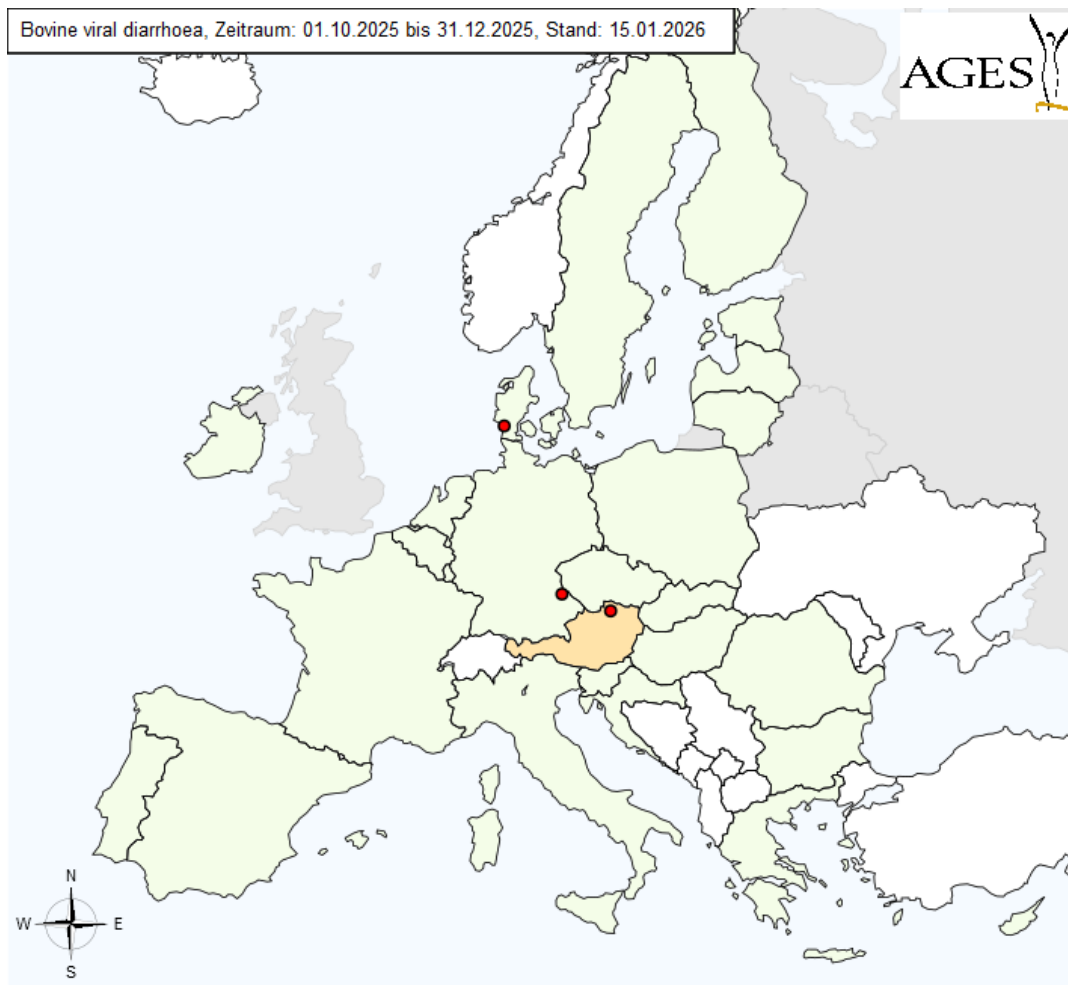 Bovine viral diarrhoea, Zeitraum: 01.10.2025 bis 31.12.2025, Stand: 15.01.2026
AGES
N
W E
S